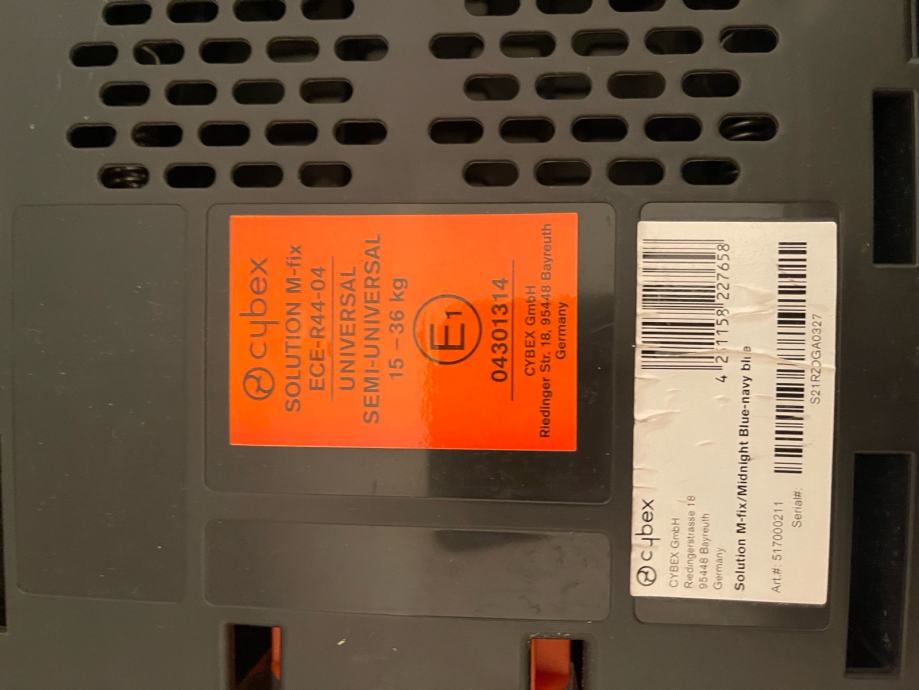 cybex
SOLUTION M-fix
ECE-R44-04
UNIVERSAL
SEMI-UNIVERSAL
15 – 36 kg
E1
04301314
CYBEX GmbH
Riedinger Str. 18, 95448 Bayreuth
Germany
cybex
CYBEX GmbH
Riedingerstrasse 18
95448 Bayreuth
Germany
4 251158 227658
Solution M-fix/Midnight Blue-navy blue
Art.#: 517000211
Serial#:
S21R2OGA0327